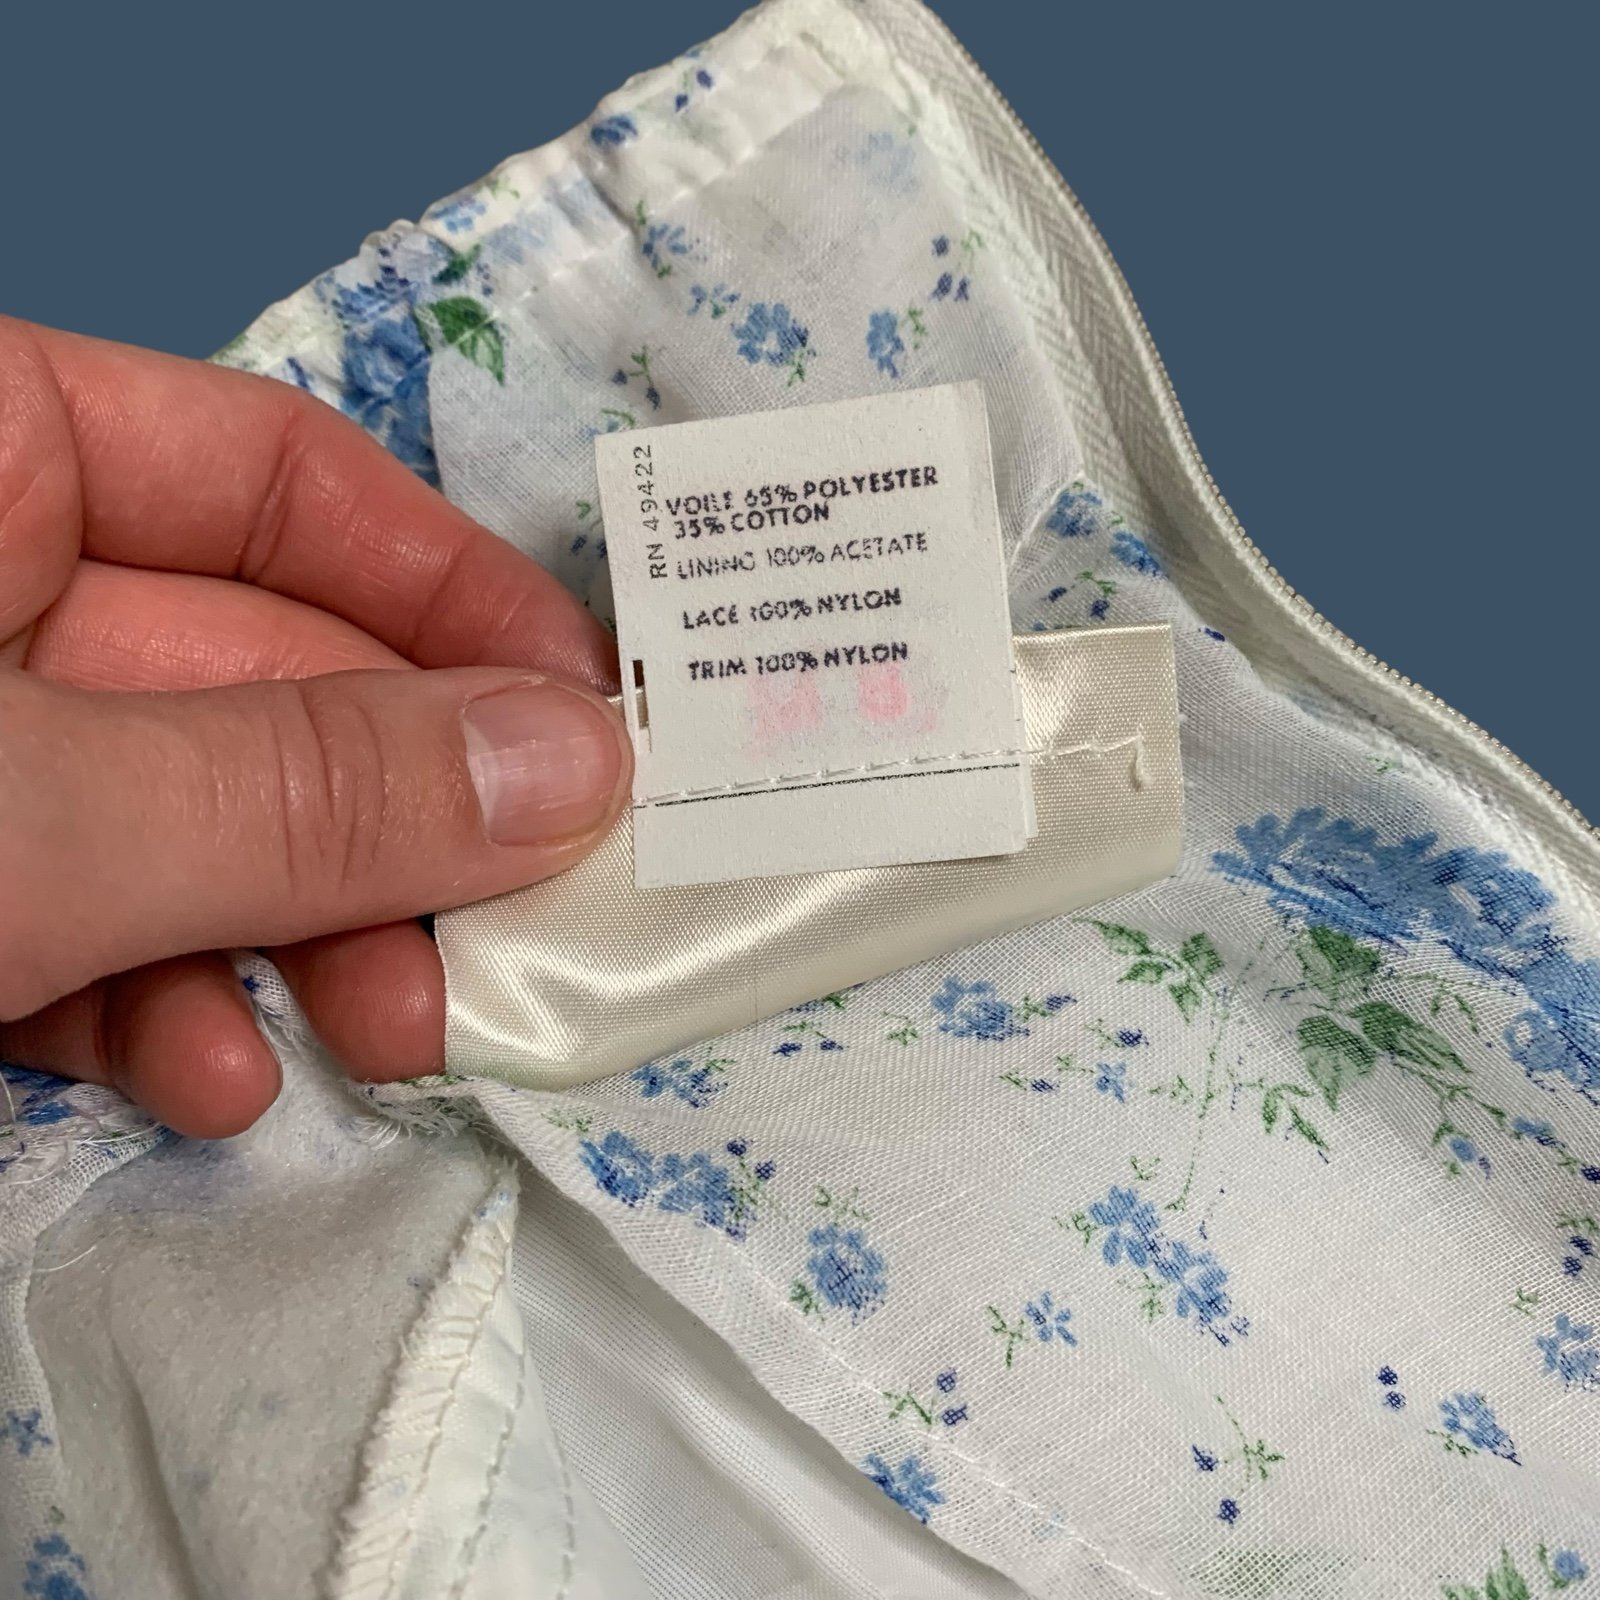 RN 49422
VOILE 65% POLYESTER
35% COTTON
LINING 100% ACETATE
LACE 100% NYLON
TRIM 100% NYLON